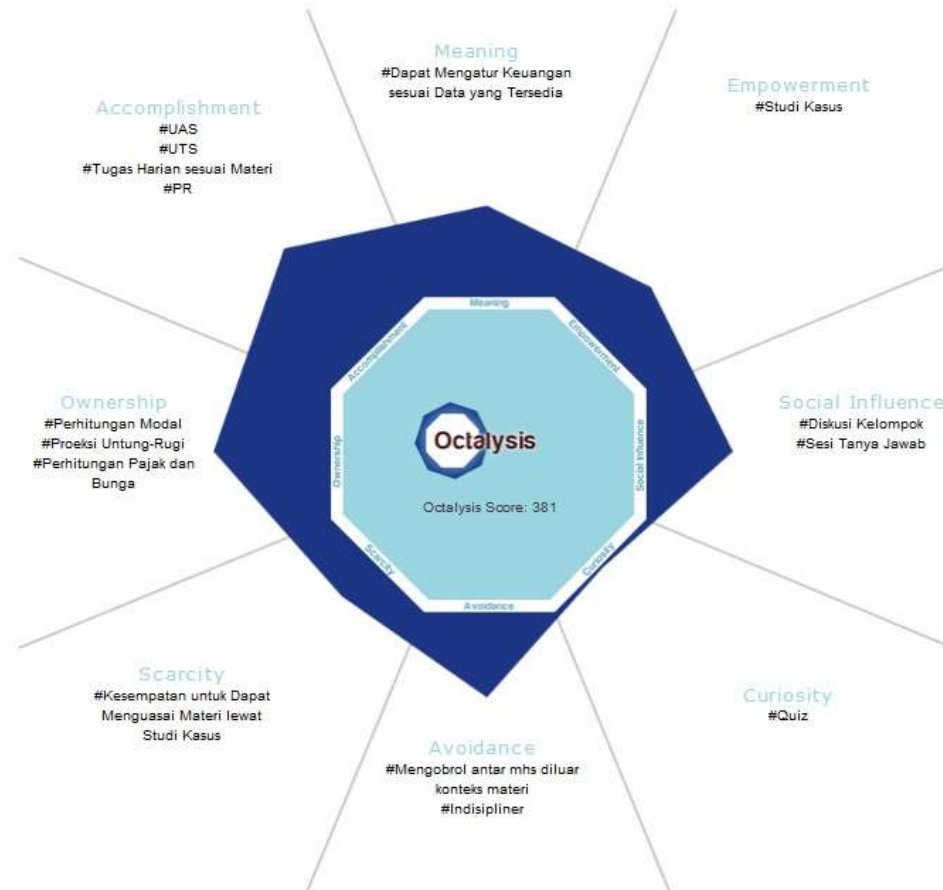 Meaning
#Dapat Mengatur Keuangan
sesuai Data yang Tersedia
Empowerment
#Studi Kasus
Accomplishment
#UAS
#UTS
#Tugas Harian sesuai Materi
#PR
Meaning
Accomplishment
Empowerment
Ownership
#Perhitungan Modal
#Proeksi Untung-Rugi
#Perhitungan Pajak dan
Bunga
Ownership
Octalysis
Octalysis Score: 381
Social Influence
Social Influence
#Diskusi Kelompok
#Sesi Tanya Jawab
Scarcity
Curiosity
Avoidance
Scarcity
#Kesempatan untuk Dapat
Menguasai Materi lewat
Studi Kasus
Avoidance
#Mengobrol antar mhs diluar
konteks materi
#Indisipliner
Curiosity
#Quiz